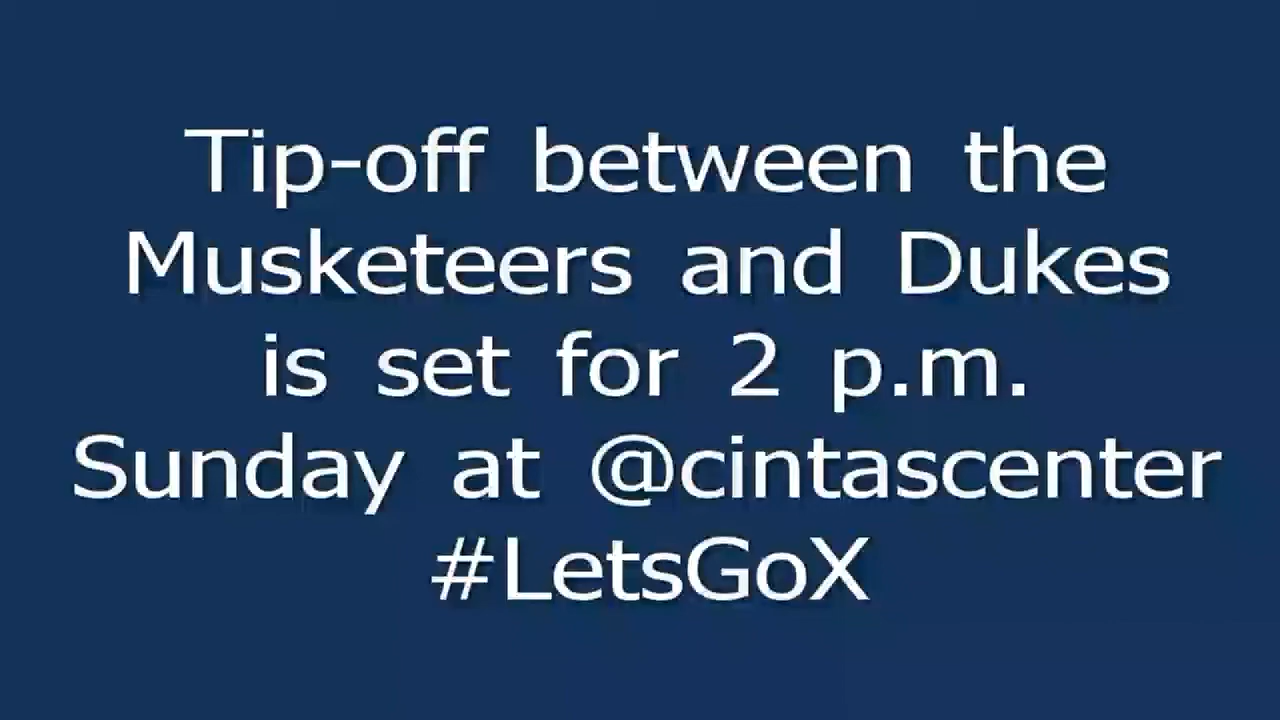 Tip-off between the
Musketeers and Dukes
is set for 2 p.m.
Sunday at @cintascenter
#LetsGoX